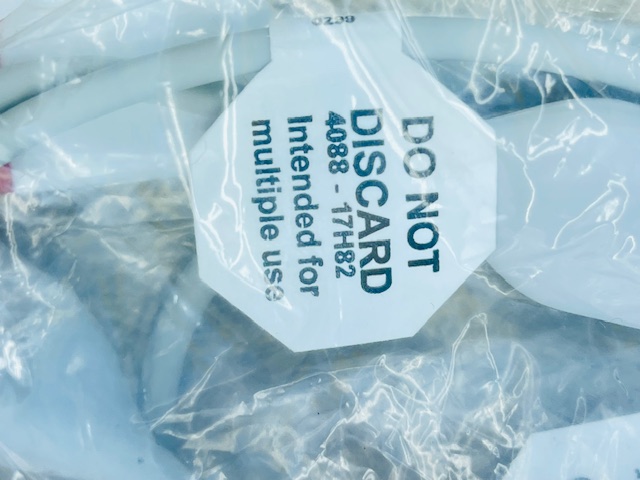 DO NOT
DISCARD
4088 - 17H82
Intended for
multiple use